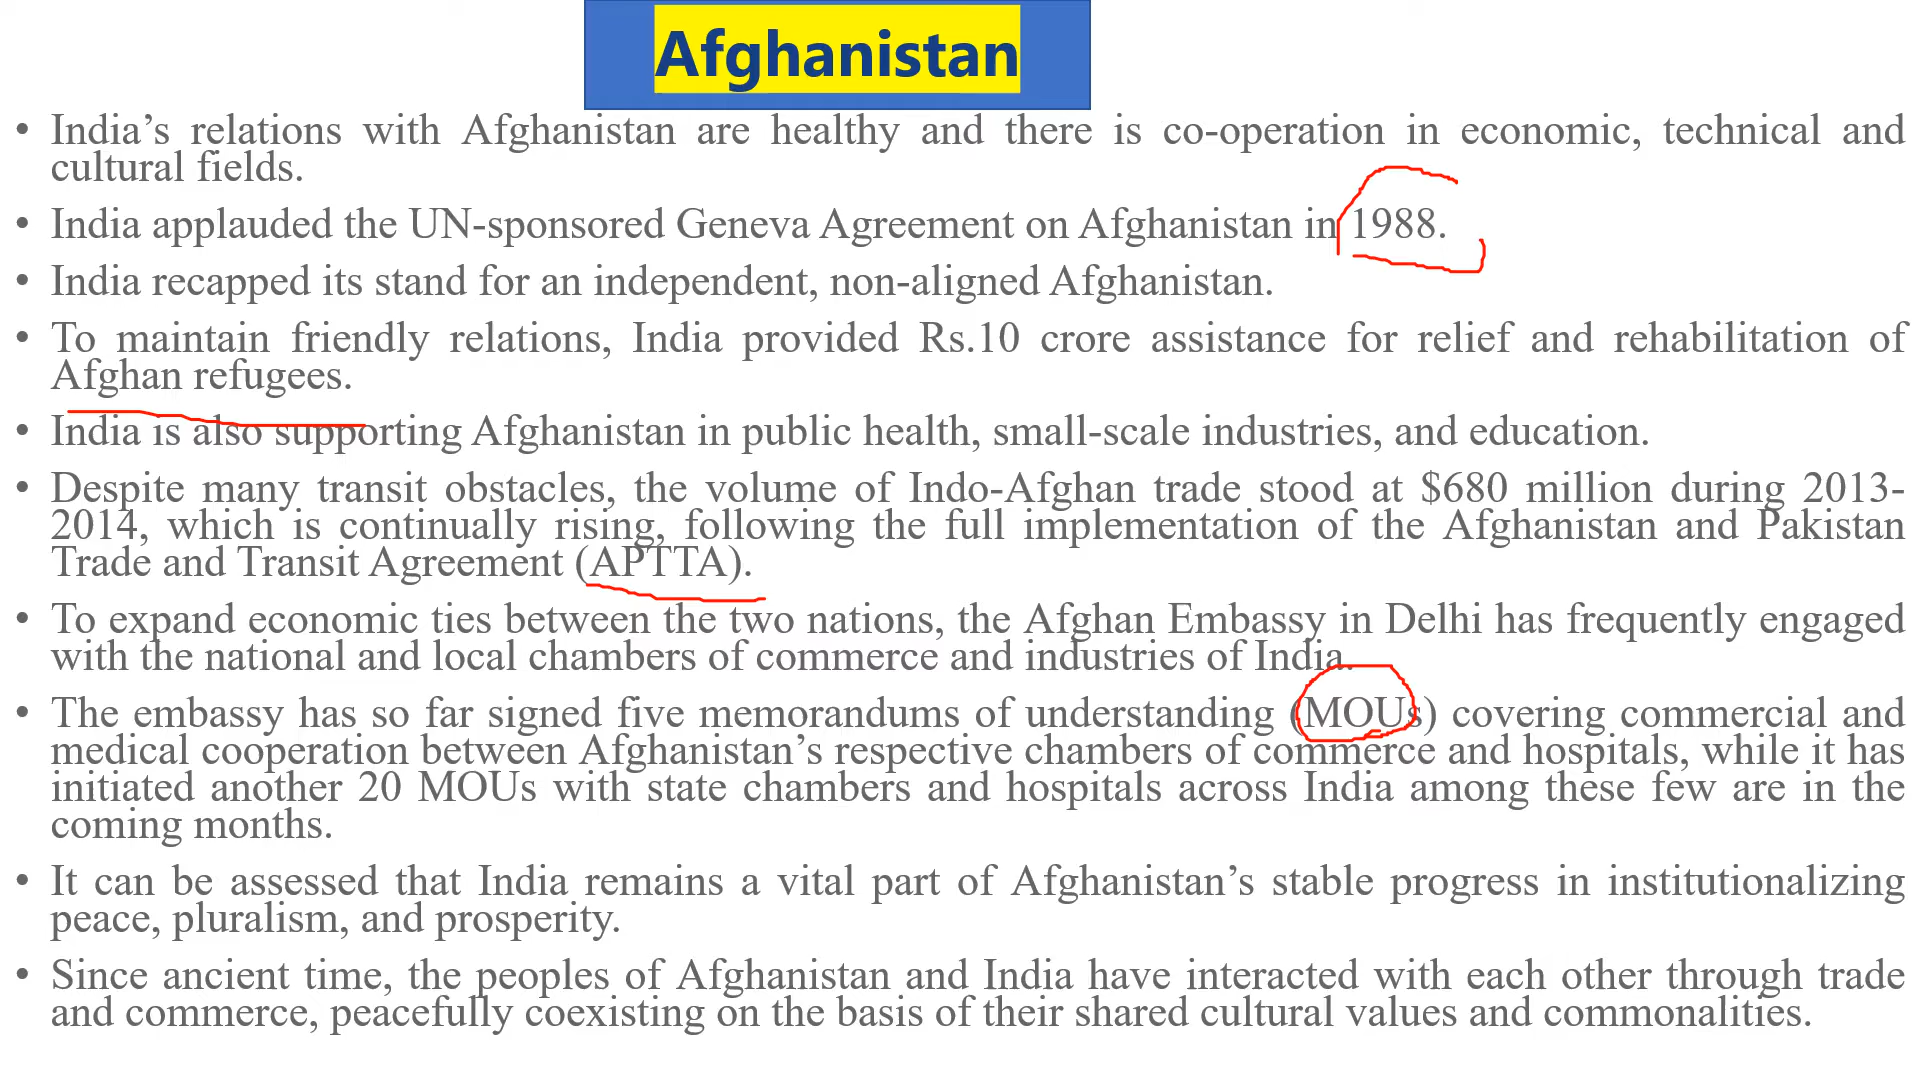 Afghanistan
• India’s relations with Afghanistan are healthy and there is co-operation in economic, technical and
cultural fields.
• India applauded the UN-sponsored Geneva Agreement on Afghanistan in 1988.
• India recapped its stand for an independent, non-aligned Afghanistan.
• To maintain friendly relations, India provided Rs.10 crore assistance for relief and rehabilitation of
Afghan refugees.
• India is also supporting Afghanistan in public health, small-scale industries, and education.
• Despite many transit obstacles, the volume of Indo-Afghan trade stood at $680 million during 2013-
2014, which is continually rising, following the full implementation of the Afghanistan and Pakistan
Trade and Transit Agreement (APTTA).
• To expand economic ties between the two nations, the Afghan Embassy in Delhi has frequently engaged
with the national and local chambers of commerce and industries of India.
• The embassy has so far signed five memorandums of understanding (MOUs) covering commercial and
medical cooperation between Afghanistan’s respective chambers of commerce and hospitals, while it has
initiated another 20 MOUs with state chambers and hospitals across India among these few are in the
coming months.
• It can be assessed that India remains a vital part of Afghanistan’s stable progress in institutionalizing
peace, pluralism, and prosperity.
• Since ancient time, the peoples of Afghanistan and India have interacted with each other through trade
and commerce, peacefully coexisting on the basis of their shared cultural values and commonalities.